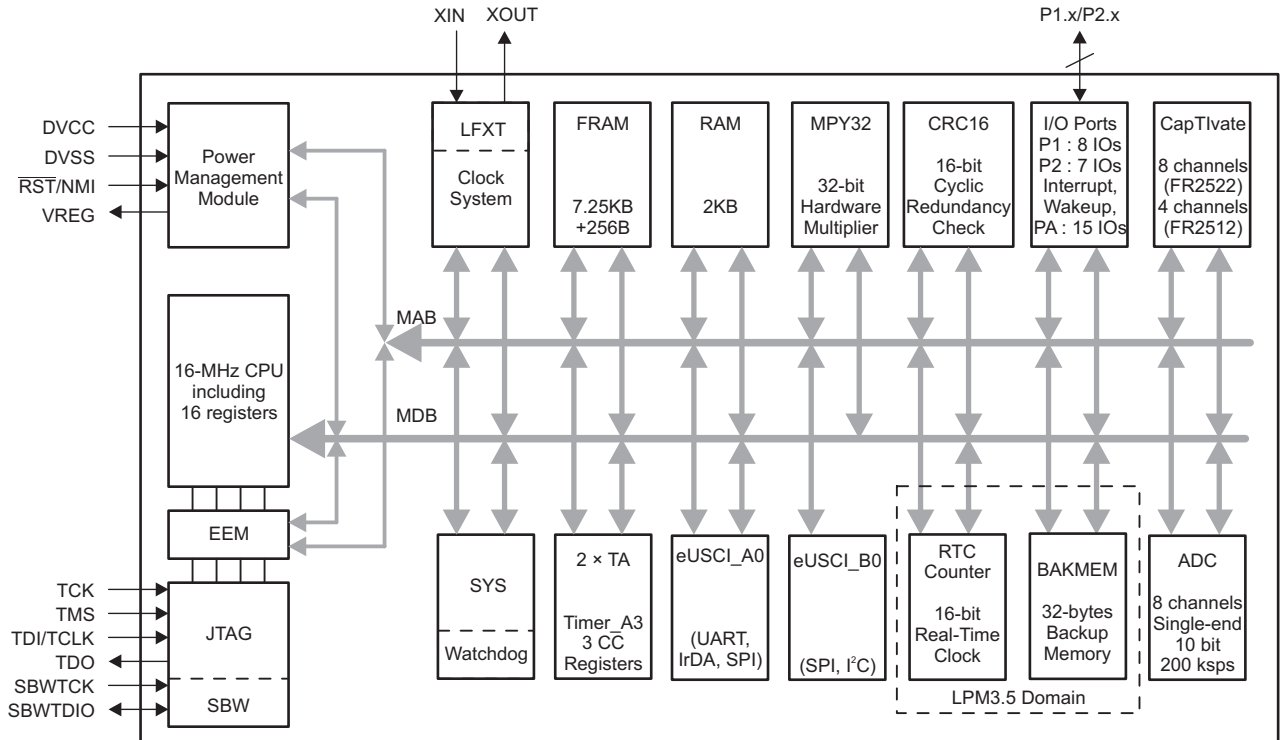 XIN XOUT P1.x/P2.x
DVCC
DVSS
RST/NMI
VREG
Power
Management
Module
LFXT
Clock
System
FRAM
7.25KB
+256B
RAM
2KB
MPY32
32-bit
Hardware
Multiplier
CRC16
16-bit
Cyclic
Redundancy
Check
I/O Ports
P1 : 8 IOs
P2 : 7 IOs
Interrupt,
Wakeup,
PA : 15 IOs
CapTIvate
8 channels
(FR2522)
4 channels
(FR2512)
MAB
16-MHz CPU
including
16 registers
MDB
EEM
TCK
TMS
TDI/TCLK
TDO
SBWTCK
SBWTDIO
JTAG
SBW
SYS
Watchdog
2 × TA
Timer_A3
3 CC
Registers
eUSCI_A0
(UART,
IrDA, SPI)
eUSCI_B0
(SPI, I²C)
RTC
Counter
16-bit
Real-Time
Clock
BAKMEM
32-bytes
Backup
Memory
LPM3.5 Domain
ADC
8 channels
Single-end
10 bit
200 ksps